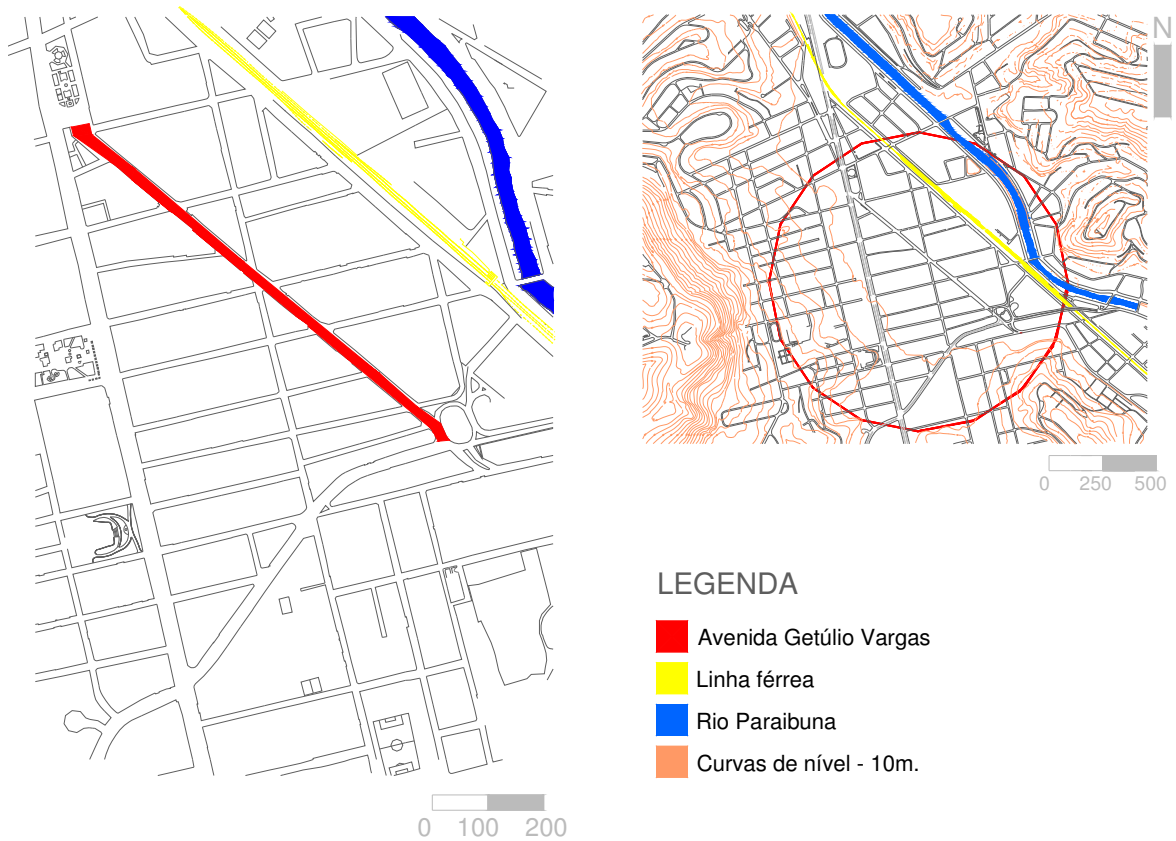 N
0 250 500
LEGENDA
Avenida Getúlio Vargas
Linha férrea
Rio Paraibuna
Curvas de nível - 10m.
0 100 200